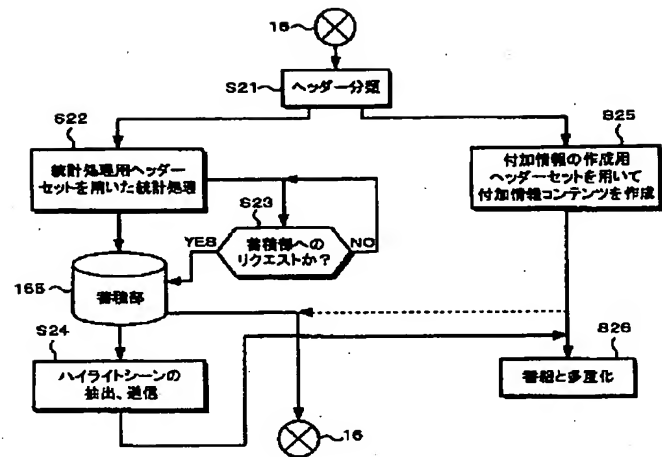 16
S21
ヘッダー分類
S22
統計処理用ヘッダー
セットを用いた統計処理
S25
付加情報の作成用
ヘッダーセットを用いて
付加情報コンテンツを作成
S23
YES
蓄積部への
リクエストか?
NO
16B
蓄積部
S24
ハイライトシーンの
抽出、送信
S26
番組と多重化
16